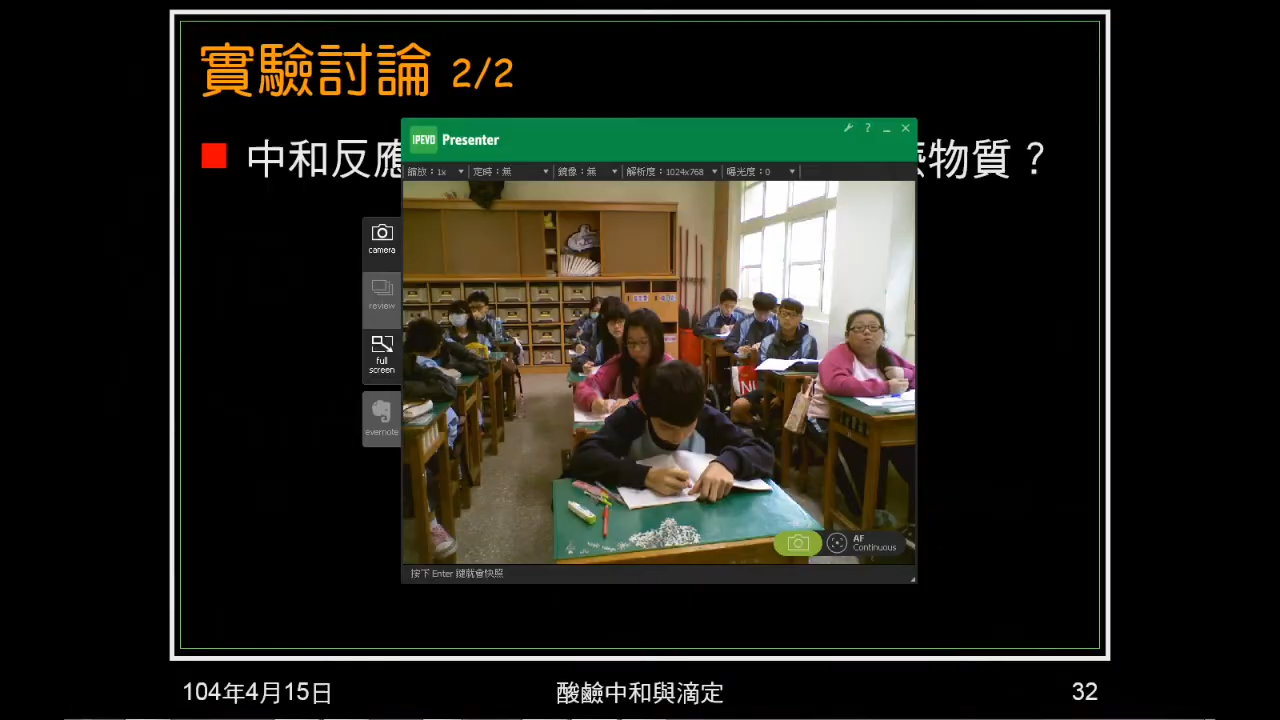 實驗討論 2/2
中和反應
麼物質？
IPEVO Presenter
縮放：1x 定時：無 鏡像：無 解析度：1024x768 曝光度：0
camera
review
full
screen
evernote
AF
Continuous
按下 Enter 鍵就會快照
104年4月15日 酸鹼中和與滴定 32